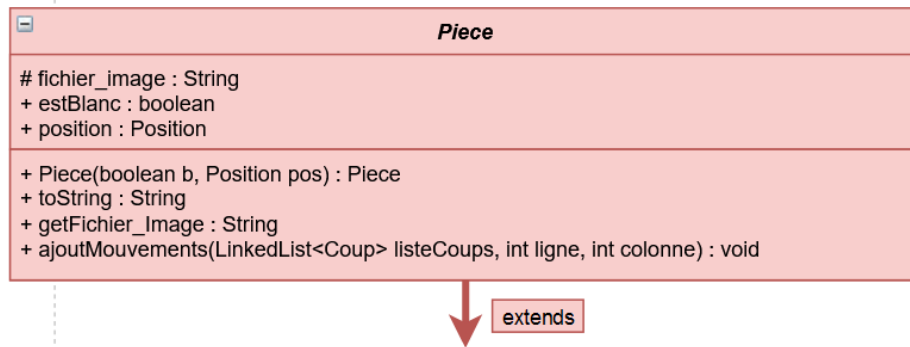 Piece
# fichier_image : String
+ estBlanc : boolean
+ position : Position
+ Piece(boolean b, Position pos) : Piece
+ toString : String
+ getFichier_Image : String
+ ajoutMouvements(LinkedList<Coup> listeCoups, int ligne, int colonne) : void
extends